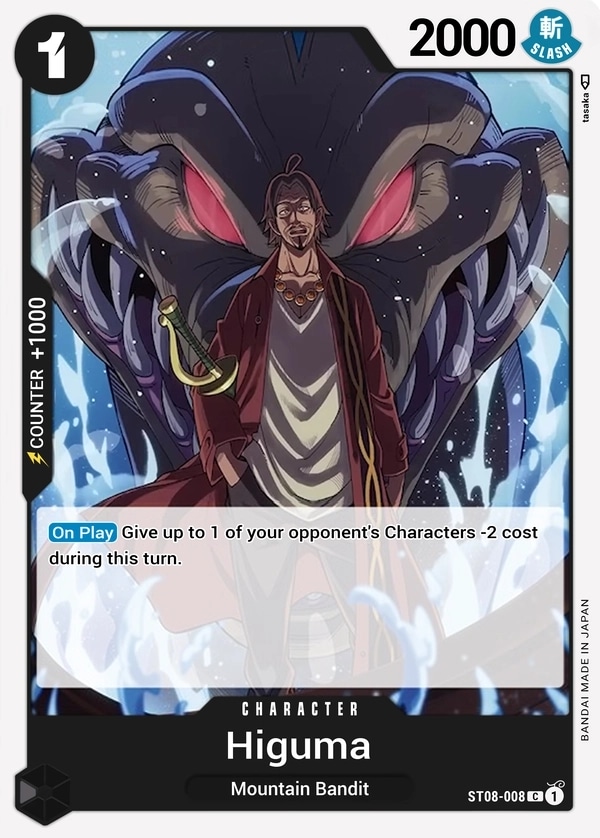 1
2000
斬
SLASH
tasaka
COUNTER +1000
On Play Give up to 1 of your opponent's Characters -2 cost
during this turn.
BANDAI MADE IN JAPAN
CHARACTER
Higuma
Mountain Bandit
ST08-008 C 1